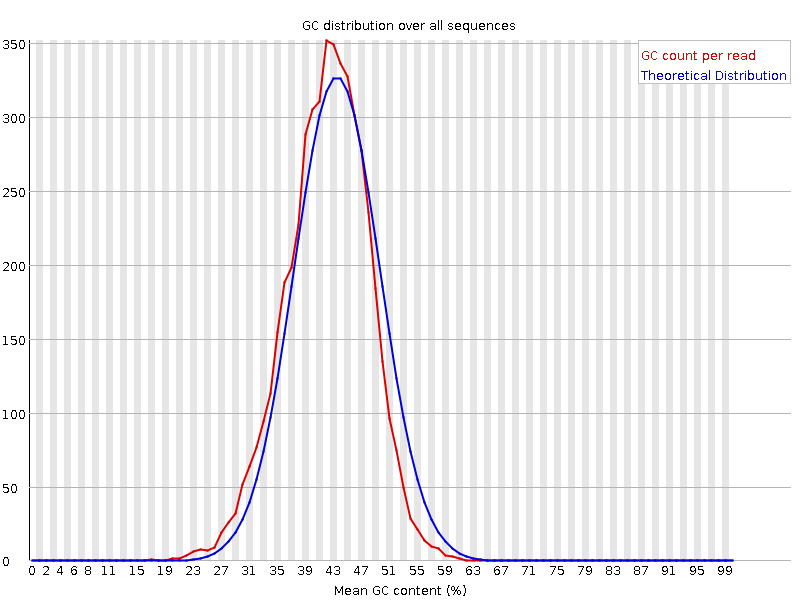 GC distribution over all sequences
GC count per read
Theoretical Distribution
350
300
250
200
150
100
50
0
0 2 4 6 8 11 15 19 23 27 31 35 39 43 47 51 55 59 63 67 71 75 79 83 87 91 95 99
Mean GC content (%)